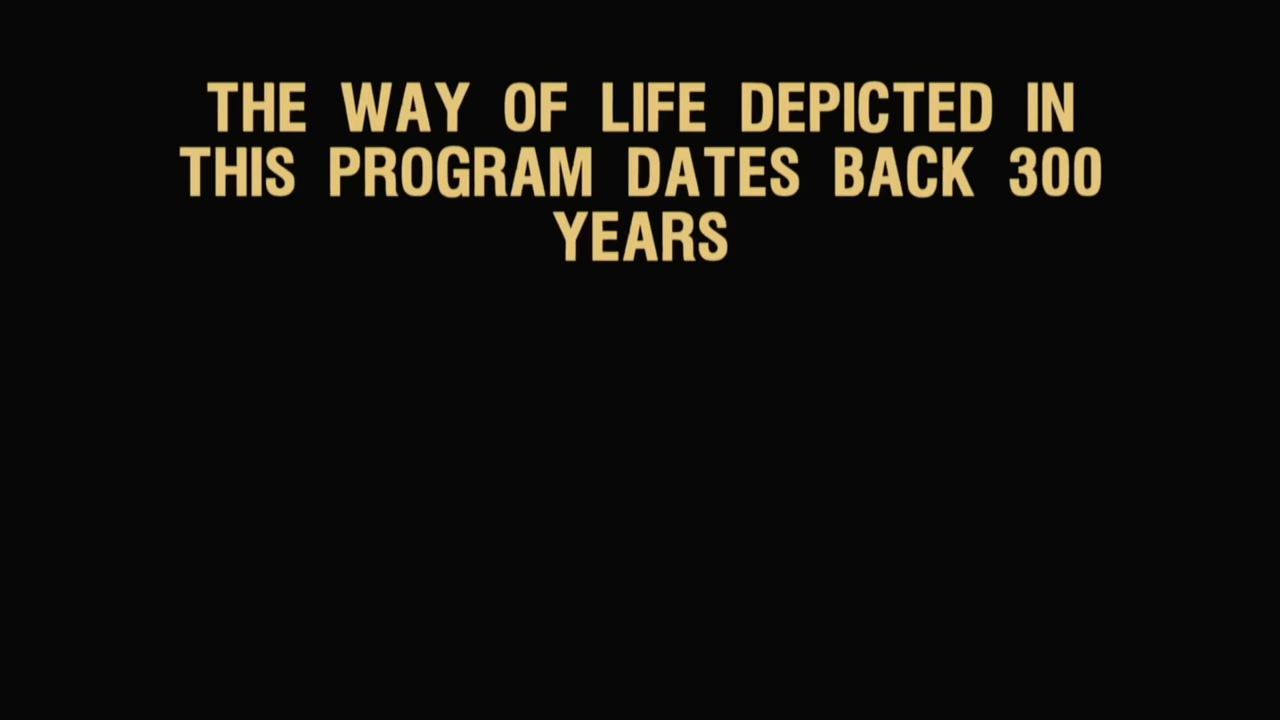 THE WAY OF LIFE DEPICTED IN
THIS PROGRAM DATES BACK 300
YEARS